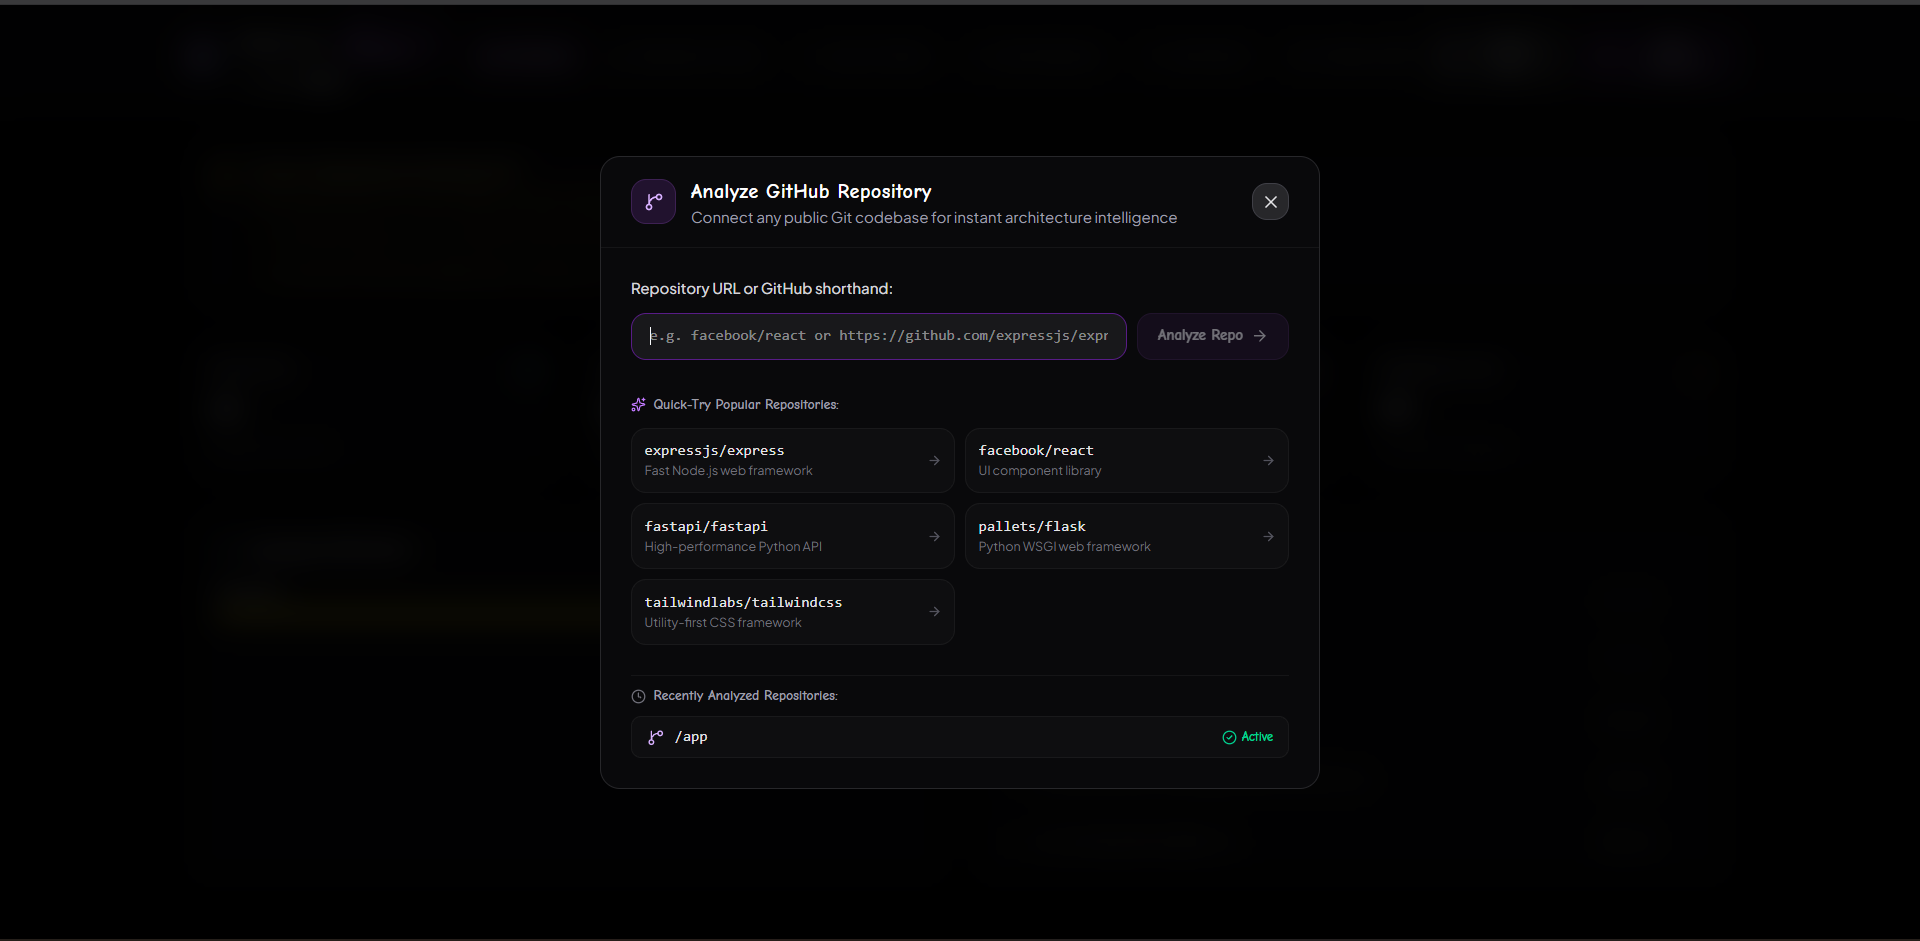 Analyze GitHub Repository
Connect any public Git codebase for instant architecture intelligence
Repository URL or GitHub shorthand:
e.g. facebook/react or https://github.com/expressjs/expr
Analyze Repo
Quick-Try Popular Repositories:
expressjs/express
Fast Node.js web framework
facebook/react
UI component library
fastapi/fastapi
High-performance Python API
pallets/flask
Python WSGI web framework
tailwindlabs/tailwindcss
Utility-first CSS framework
Recently Analyzed Repositories:
/app
Active